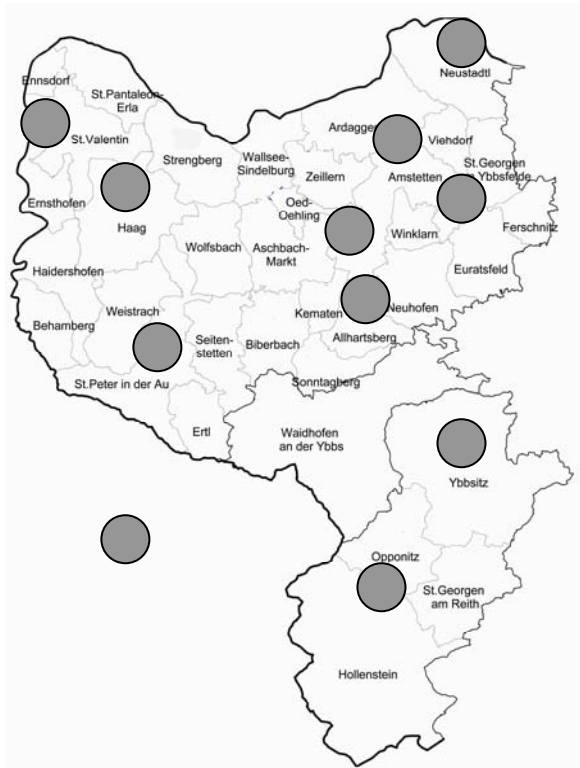 Neustadtl
Ennsdorf
St.Pantaleon-
Erla
Ardagger
St.Valentin
Viehdorf
Strengberg
Wallsee-
Sindelburg
St.Georgen
Ybbsfelde
Zeillern
Amstetten
Ernsthofen
Oed-
Oehling
Haag
Winklarn
Ferschnitz
Wolfsbach
Aschbach-
Markt
Haidershofen
Euratsfeld
Weistrach
Kematen
Neuhofen
Behamberg
Seiten-
stetten
Biberbach
Allhartsberg
St.Peter in der Au
Sonntagberg
Ertl
Waidhofen
an der Ybbs
Ybbsitz
Opponitz
St.Georgen
am Reith
Hollenstein